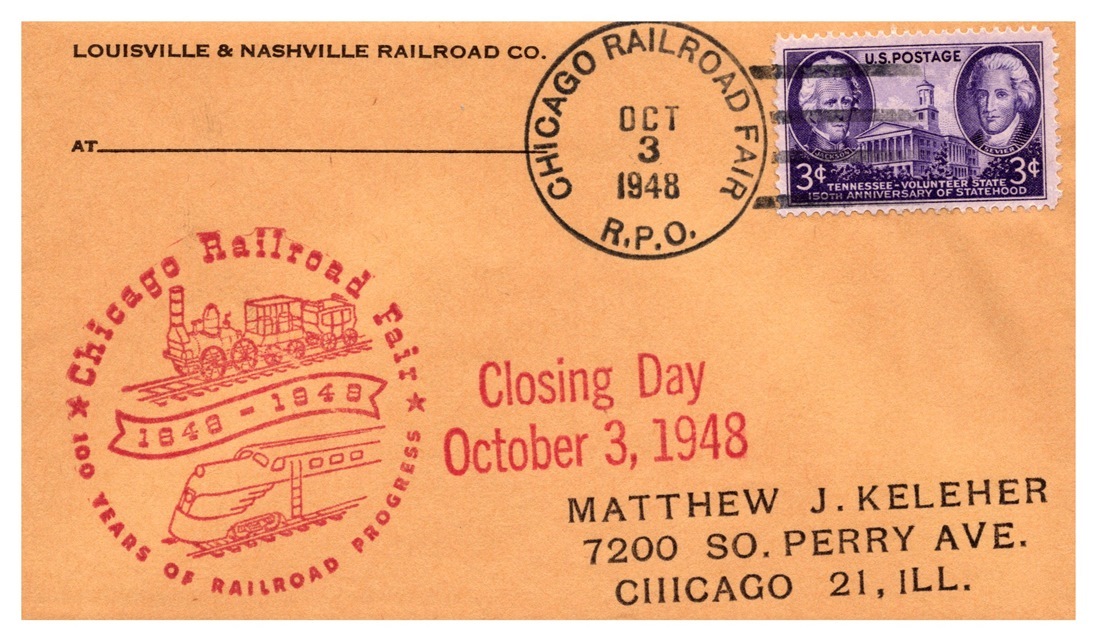 LOUISVILLE & NASHVILLE RAILROAD CO.
AT
CHICAGO RAILROAD FAIR
OCT
3
1948
R.P.O.
U.S. POSTAGE
JACKSON
SEVIER
3¢ 3¢
TENNESSEE-VOLUNTEER STATE
150TH ANNIVERSARY OF STATEHOOD
Chicago Railroad Fair
1848 - 1948
100 YEARS OF RAILROAD PROGRESS
Closing Day
October 3, 1948
MATTHEW J. KELEHER
7200 SO. PERRY AVE.
CHICAGO 21, ILL.